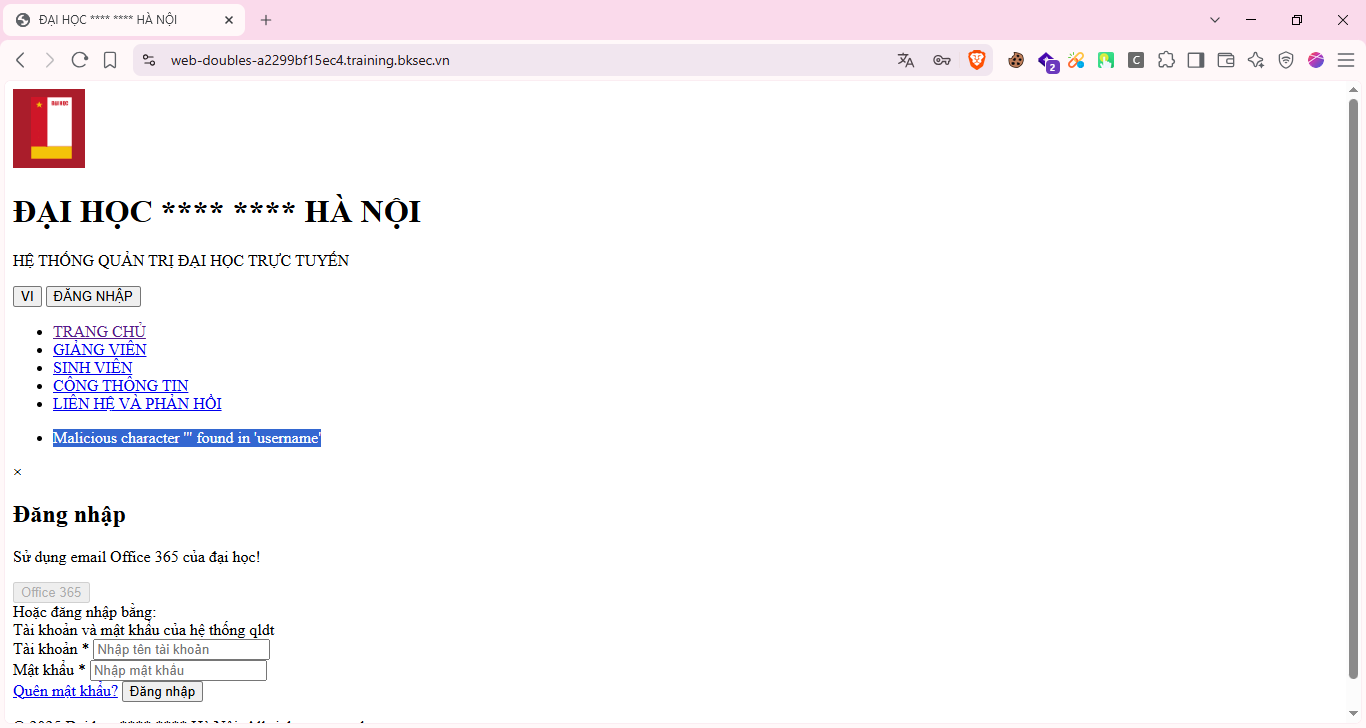 ĐẠI HỌC **** **** HÀ NỘI
web-doubles-a2299bf15ec4.training.bksec.vn
2
C
ĐẠI HỌC
ĐẠI HỌC **** **** HÀ NỘI
HỆ THỐNG QUẢN TRỊ ĐẠI HỌC TRỰC TUYẾN
VI ĐĂNG NHẬP
TRANG CHỦ
GIẢNG VIÊN
SINH VIÊN
CỔNG THÔNG TIN
LIÊN HỆ VÀ PHẢN HỒI
Malicious character ''' found in 'username'
×
Đăng nhập
Sử dụng email Office 365 của đại học!
Office 365
Hoặc đăng nhập bằng:
Tài khoản và mật khẩu của hệ thống qldt
Tài khoản * Nhập tên tài khoản
Mật khẩu * Nhập mật khẩu
Quên mật khẩu? Đăng nhập